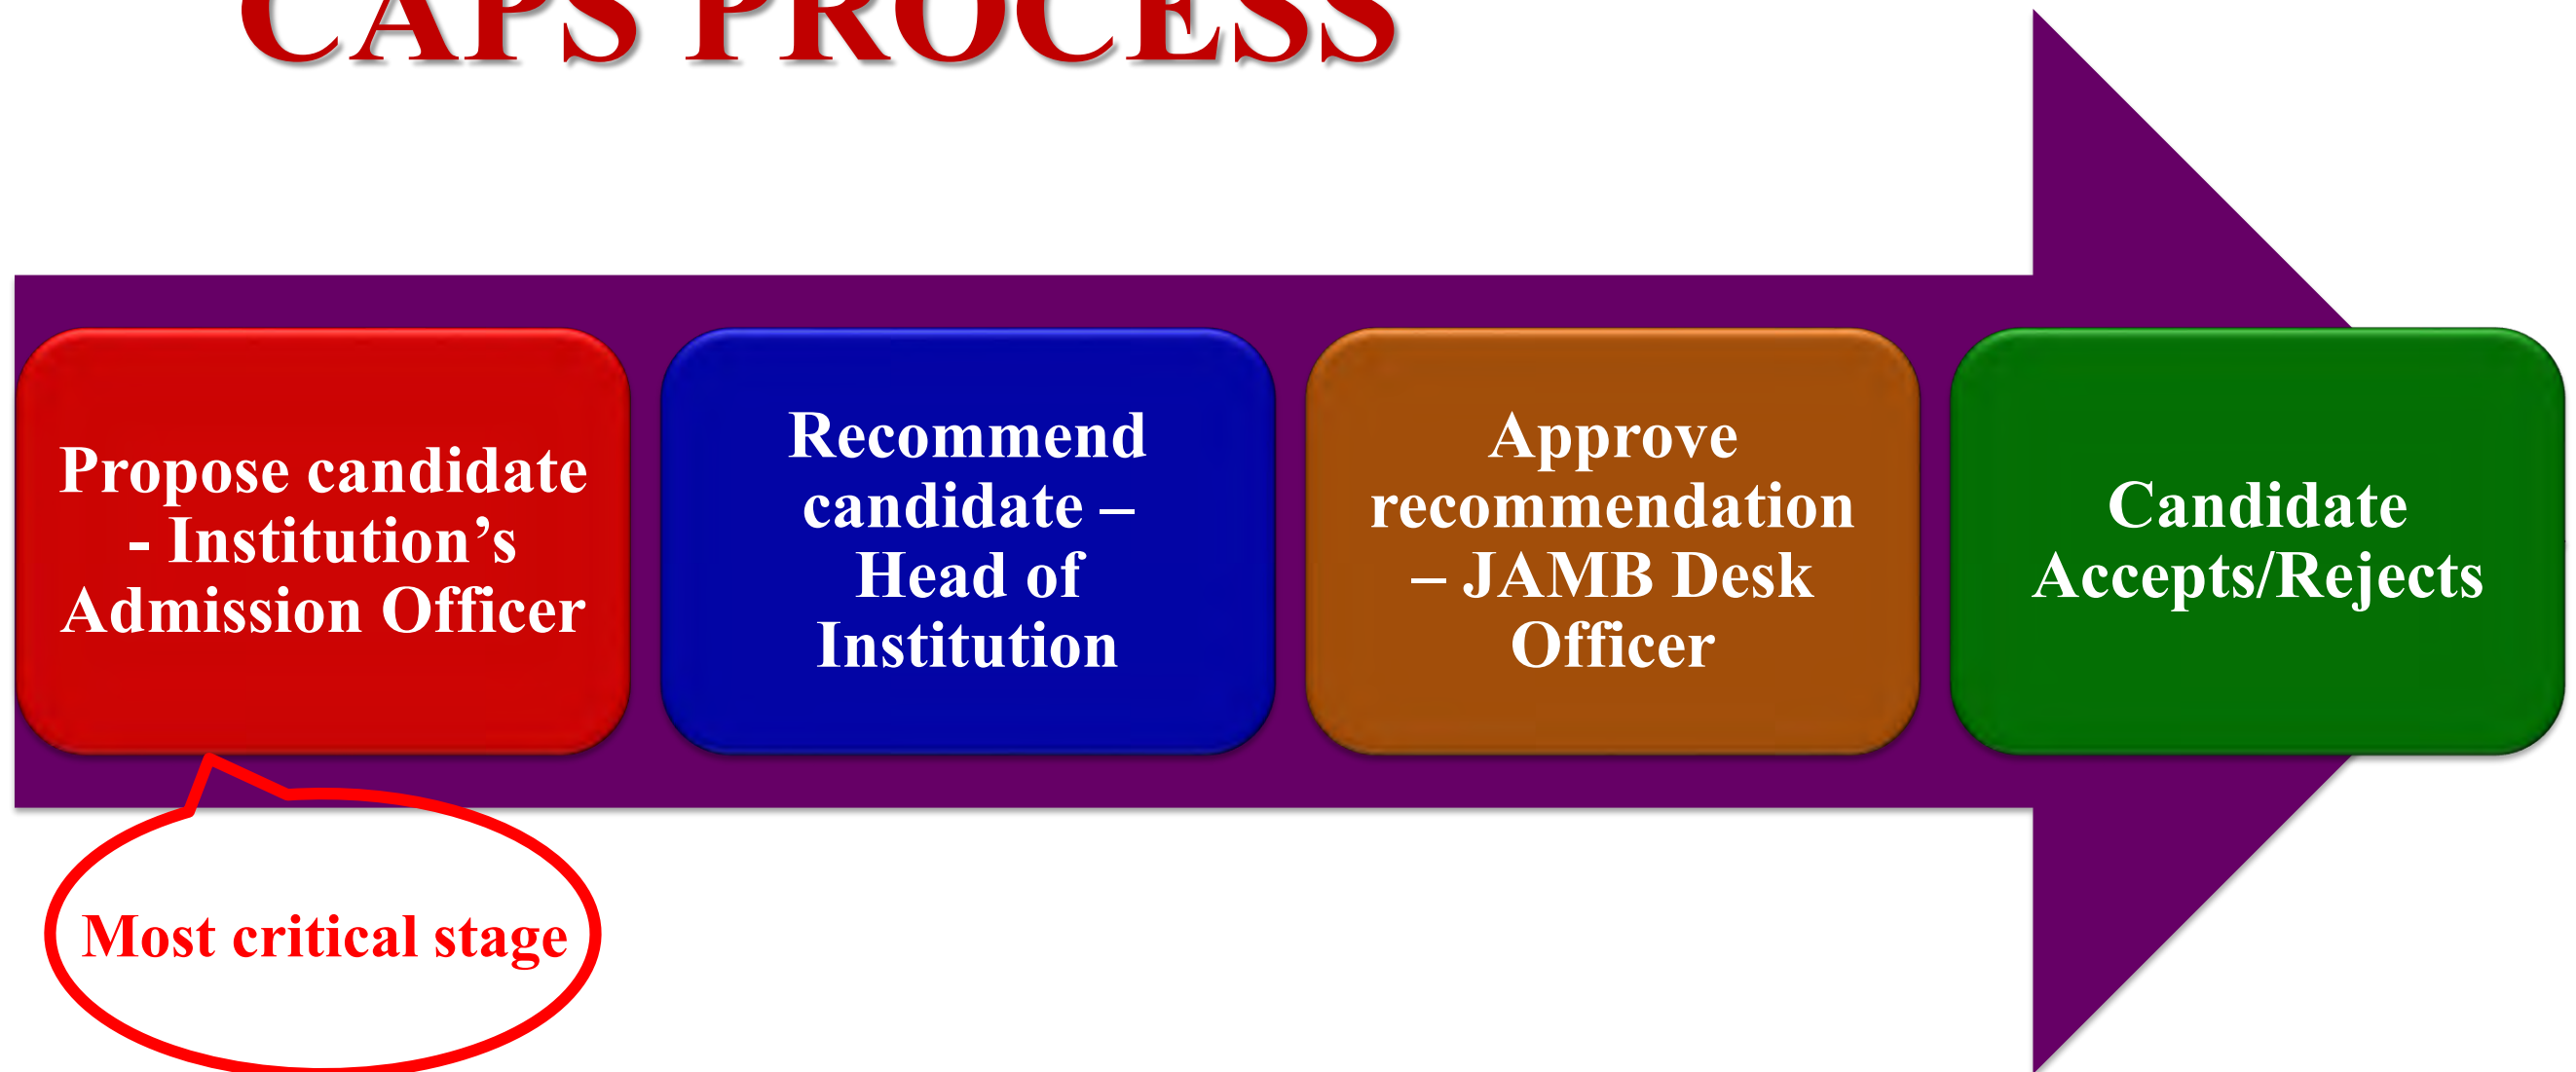 CAPS PROCESS
Propose candidate
- Institution’s
Admission Officer
Recommend
candidate –
Head of
Institution
Approve
recommendation
– JAMB Desk
Officer
Candidate
Accepts/Rejects
Most critical stage